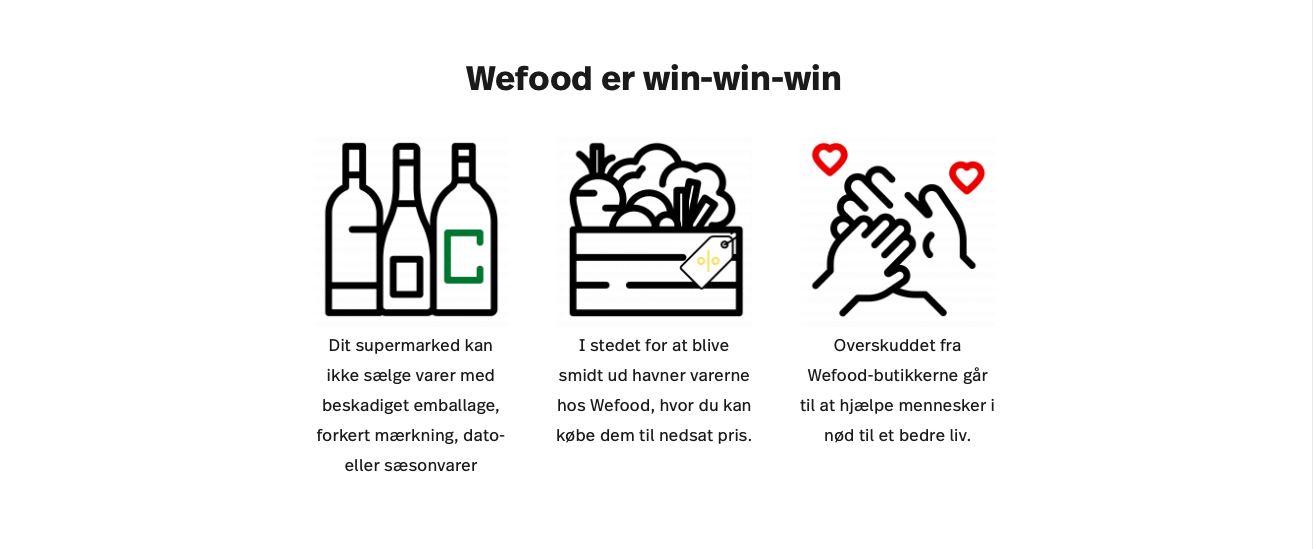 Wefood er win-win-win
Dit supermarked kan
ikke sælge varer med
beskadiget emballage,
forkert mærkning, dato-
eller sæsonvarer
I stedet for at blive
smidt ud havner varerne
hos Wefood, hvor du kan
købe dem til nedsat pris.
Overskuddet fra
Wefood-butikkerne går
til at hjælpe mennesker i
nød til et bedre liv.